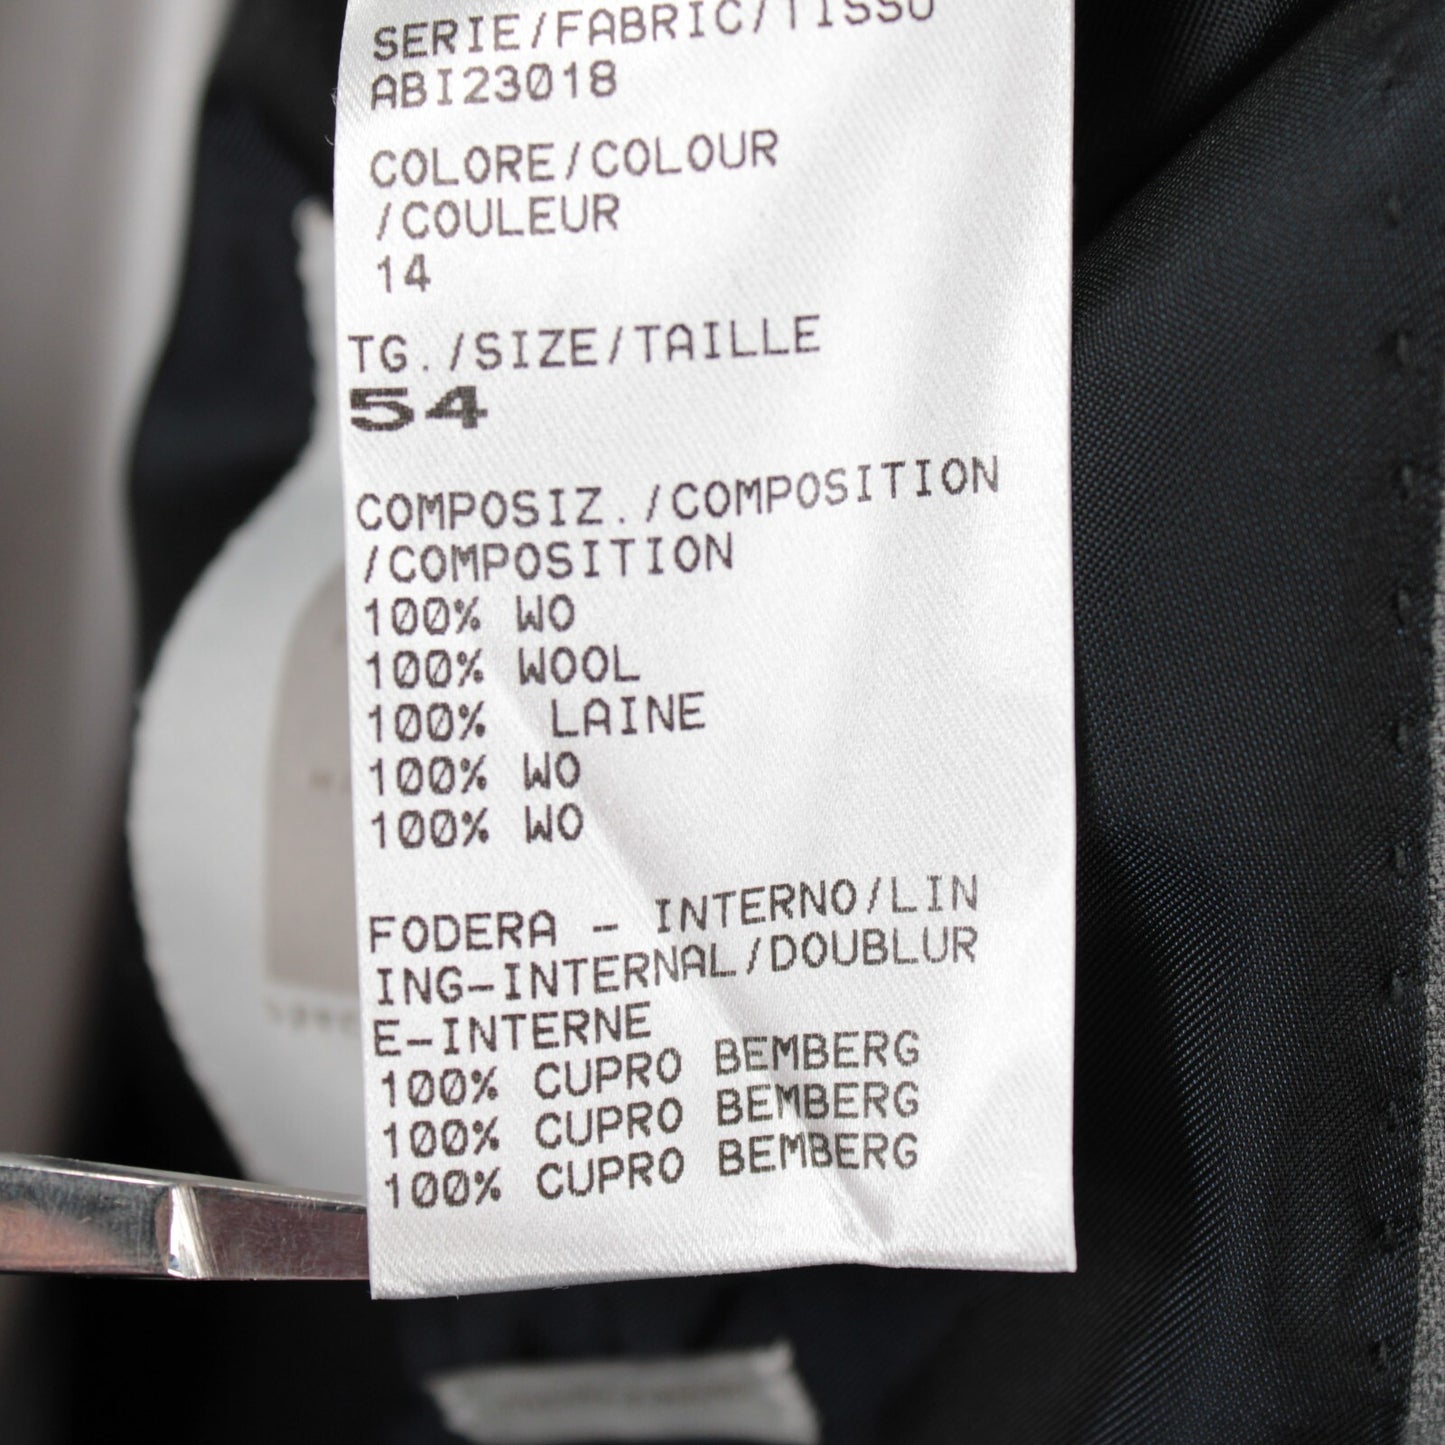 SERIE/FABRIC/TISSU
ABI23018
COLORE/COLOUR
/COULEUR
14
TG./SIZE/TAILLE
54
COMPOSIZ./COMPOSITION
/COMPOSITION
100% WO
100% WOOL
100% LAINE
100% WO
100% WO
FODERA - INTERNO/LIN
ING-INTERNAL/DOUBLUR
E-INTERNE
100% CUPRO BEMBERG
100% CUPRO BEMBERG
100% CUPRO BEMBERG